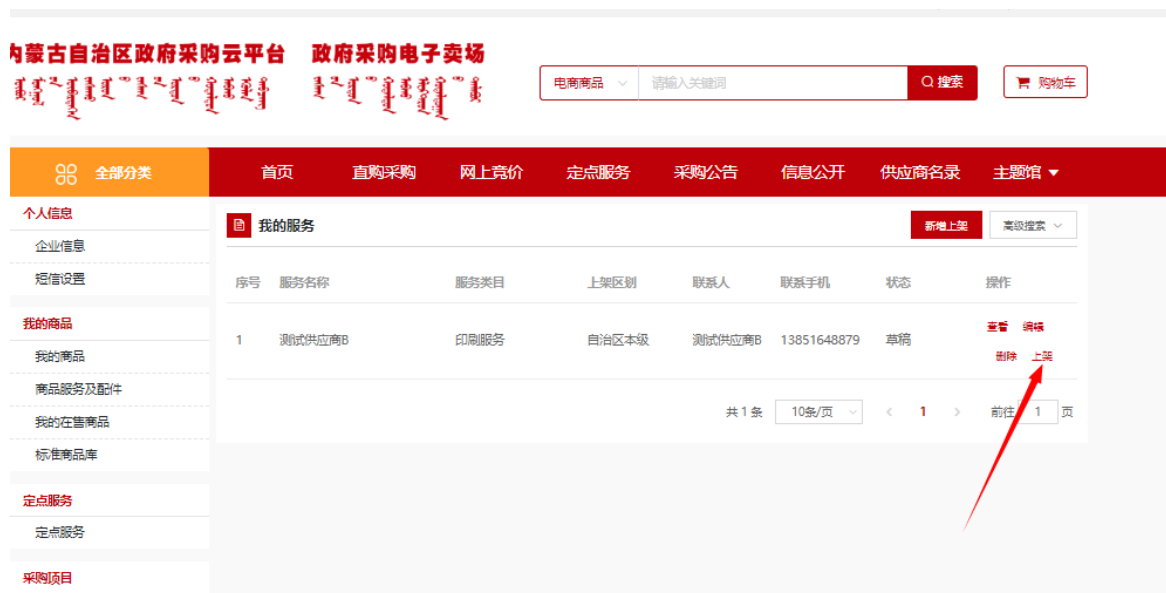 内蒙古自治区政府采购云平台 政府采购电子卖场
电商商品 请输入关键词 搜索 购物车
全部分类 首页 直购采购 网上竞价 定点服务 采购公告 信息公开 供应商名录 主题馆
个人信息
企业信息
短信设置
我的商品
我的商品
商品服务及配件
我的在售商品
标准商品库
定点服务
定点服务
采购项目
我的服务 新增上架 高级搜索
序号 服务名称 服务类目 上架区别 联系人 联系手机 状态 操作
1 测试供应商B 印刷服务 自治区本级 测试供应商B 13851648879 草稿 查看 编辑
删除 上架
共 1 条 10条/页 < 1 > 前往 1 页